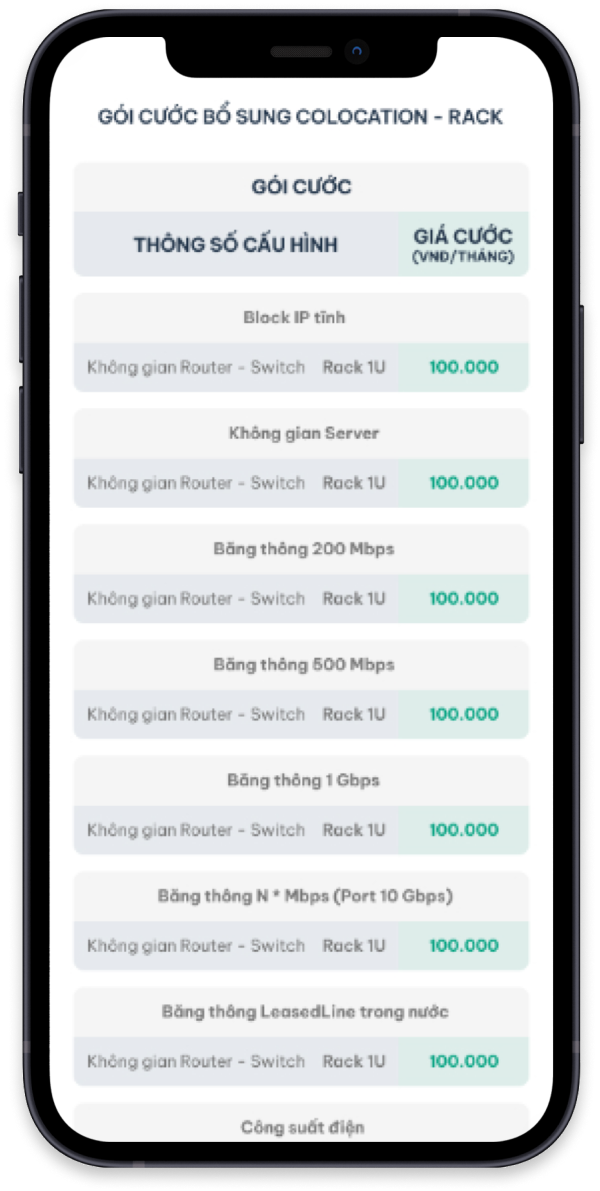 GÓI CƯỚC BỔ SUNG COLOCATION - RACK
GÓI CƯỚC
THÔNG SỐ CẤU HÌNH
GIÁ CƯỚC
(VNĐ/THÁNG)
Block IP tĩnh
Không gian Router - Switch Rack 1U 100.000
Không gian Server
Không gian Router - Switch Rack 1U 100.000
Băng thông 200 Mbps
Không gian Router - Switch Rack 1U 100.000
Băng thông 500 Mbps
Không gian Router - Switch Rack 1U 100.000
Băng thông 1 Gbps
Không gian Router - Switch Rack 1U 100.000
Băng thông N * Mbps (Port 10 Gbps)
Không gian Router - Switch Rack 1U 100.000
Băng thông LeasedLine trong nước
Không gian Router - Switch Rack 1U 100.000
Công suất điện